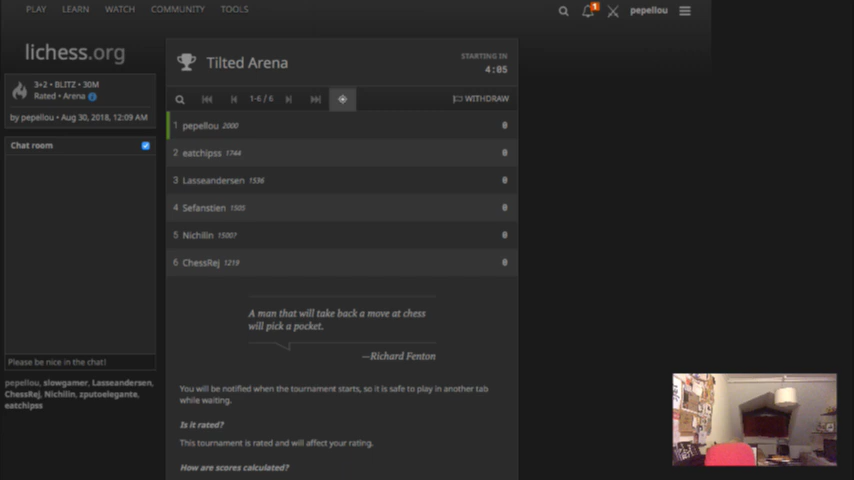 PLAY LEARN WATCH COMMUNITY TOOLS
1
pepellou
lichess.org
3+2 • BLITZ • 30M
Rated • Arena
by pepellou • Aug 30, 2018, 12:09 AM
Chat room
Please be nice in the chat!
pepellou, slowgamer, Lasseandersen,
ChessRej, Nichilin, zputoelegante,
eatchipss
Tilted Arena
STARTING IN
4:05
1-6 / 6
WITHDRAW
1 pepellou 2000 0
2 eatchipss 1744 0
3 Lasseandersen 1536 0
4 Sefanstien 1505 0
5 Nichilin 1500? 0
6 ChessRej 1219 0
A man that will take back a move at chess
will pick a pocket.
—Richard Fenton
You will be notified when the tournament starts, so it is safe to play in another tab
while waiting.
Is it rated?
This tournament is rated and will affect your rating.
How are scores calculated?